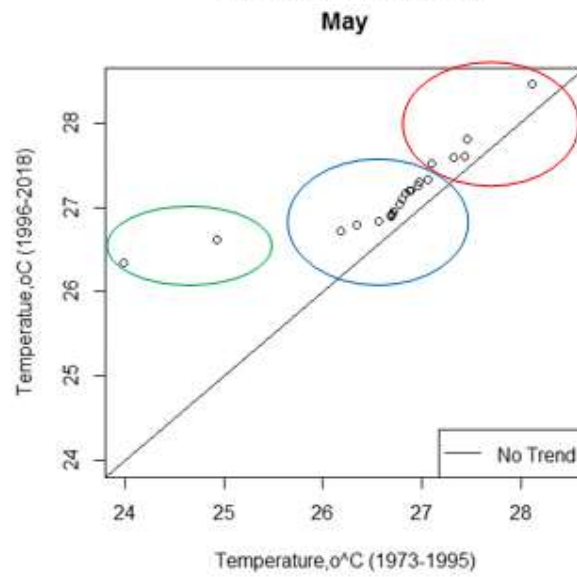 May
Temperatue,oC (1996-2018)
28
27
26
25
24
No Trend
24 25 26 27 28
Temperature,o^C (1973-1995)